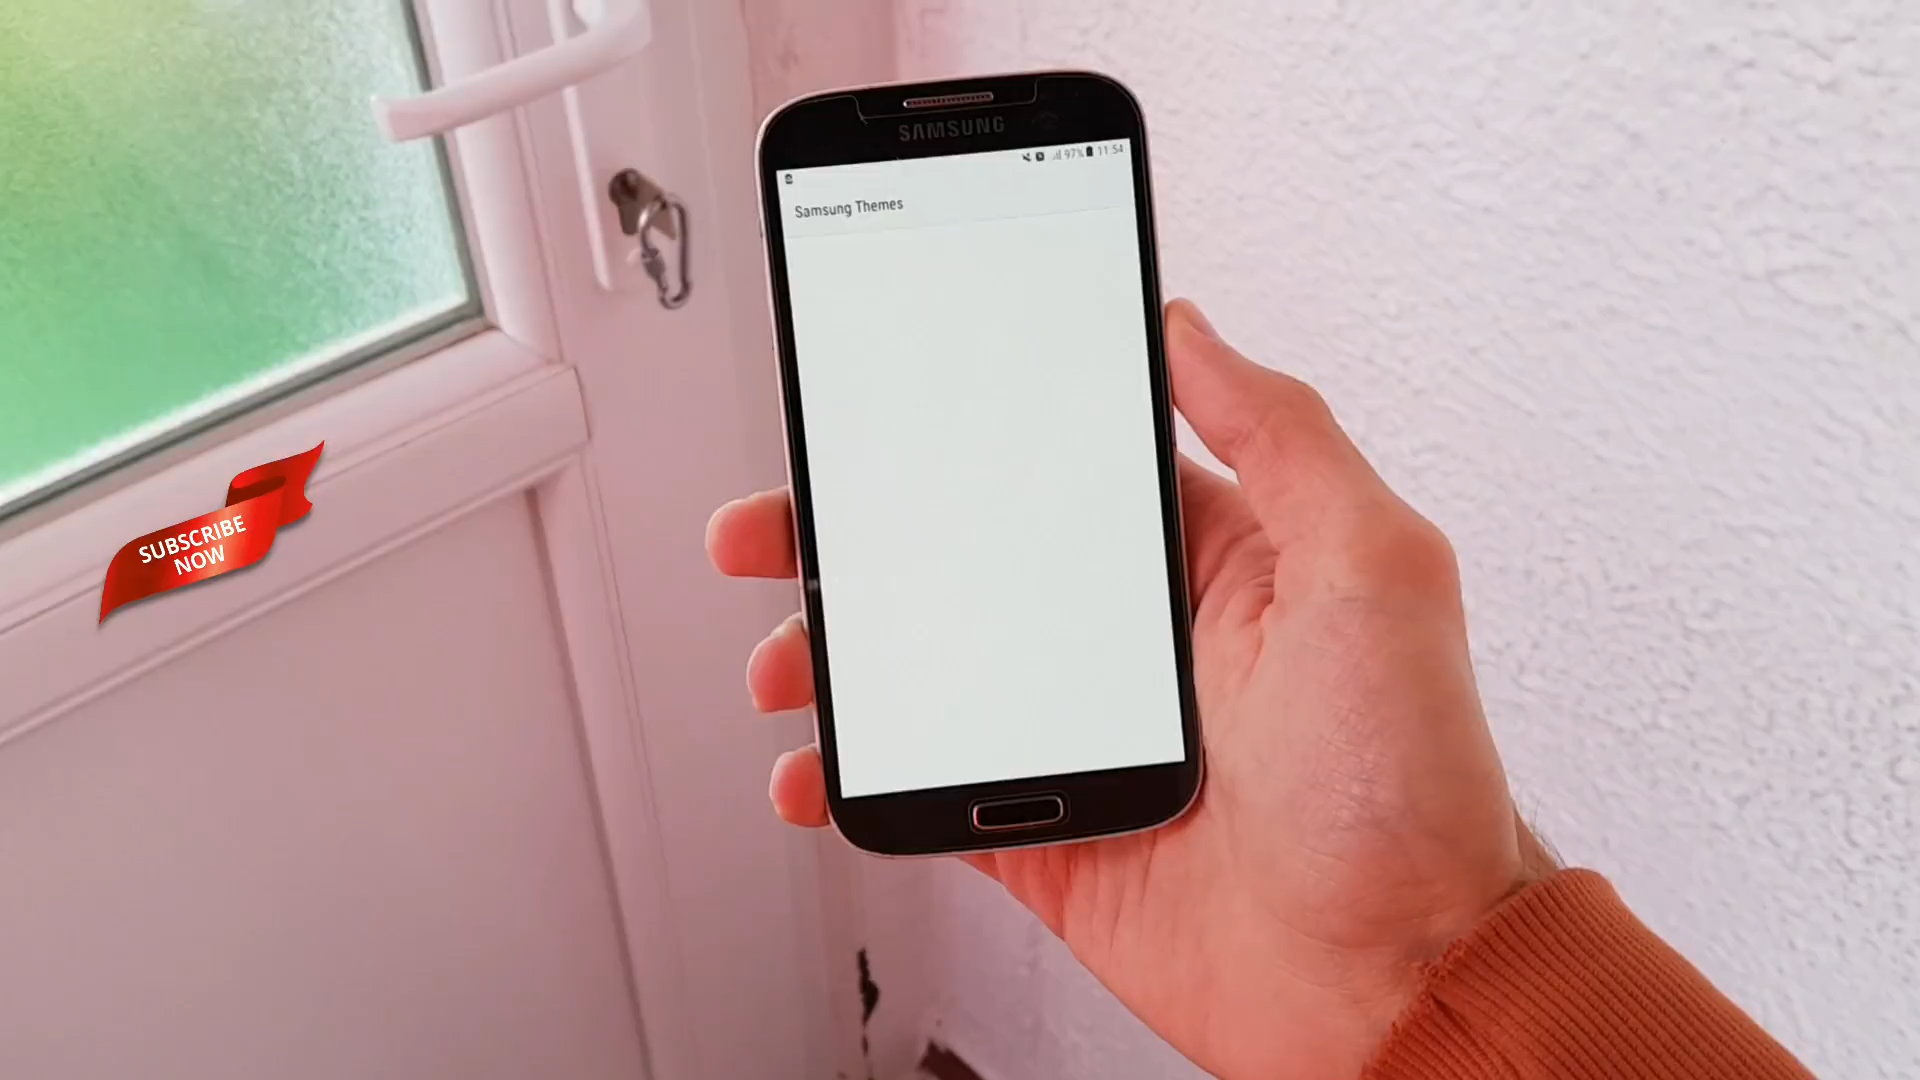 SAMSUNG
97% 11:54
Samsung Themes
SUBSCRIBE
NOW